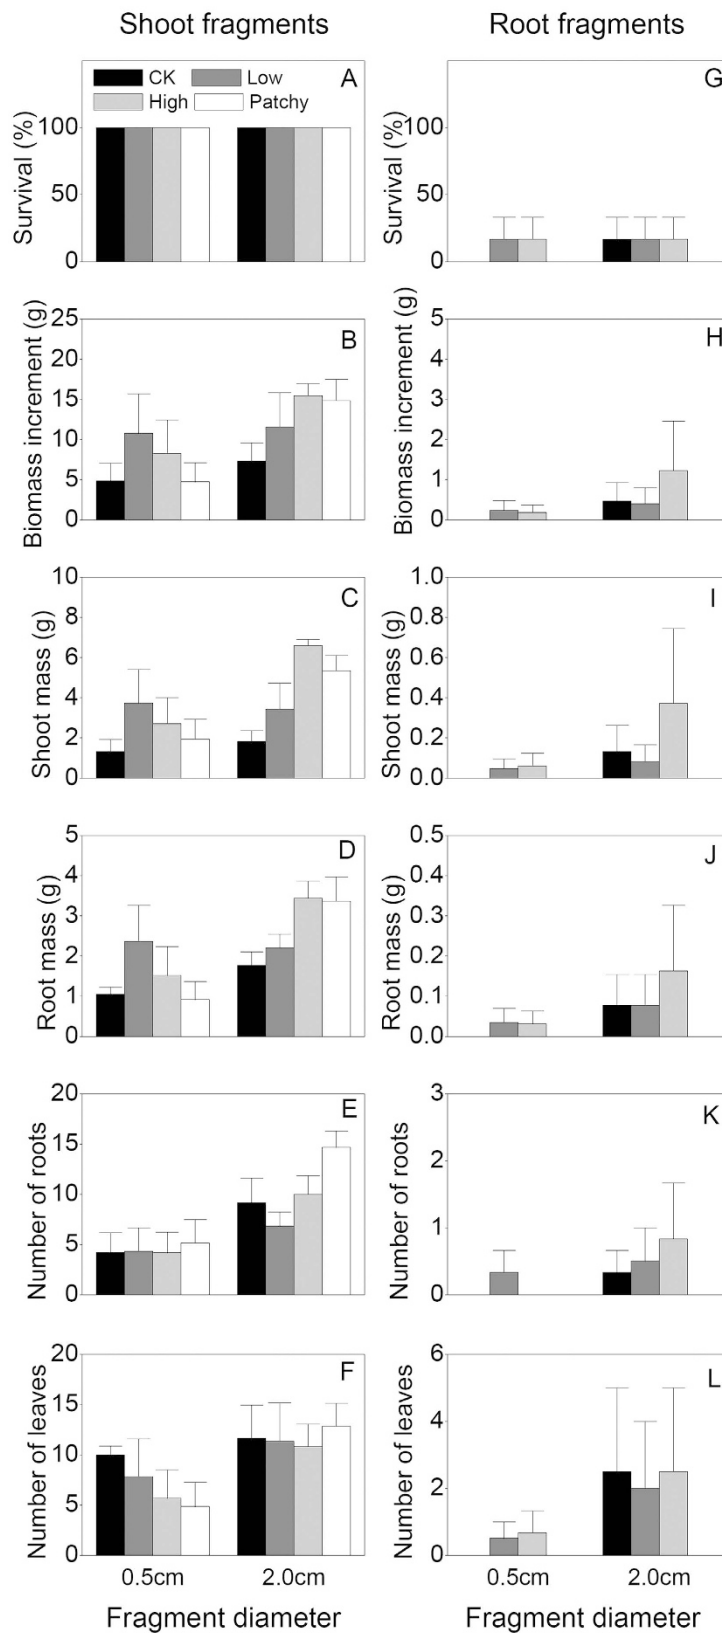 Shoot fragments
Root fragments
CK Low
High Patchy
A
Survival (%)
100
50
0
G
Survival (%)
100
50
0
B
Biomass increment (g)
25
20
15
10
5
0
H
Biomass increment (g)
5
4
3
2
1
0
C
Shoot mass (g)
10
8
6
4
2
0
I
Shoot mass (g)
1.0
0.8
0.6
0.4
0.2
0.0
D
Root mass (g)
5
4
3
2
1
0
J
Root mass (g)
0.5
0.4
0.3
0.2
0.1
0.0
E
Number of roots
20
15
10
5
0
K
Number of roots
3
2
1
0
F
Number of leaves
20
15
10
5
0
L
Number of leaves
6
4
2
0
0.5cm 2.0cm
0.5cm 2.0cm
Fragment diameter
Fragment diameter